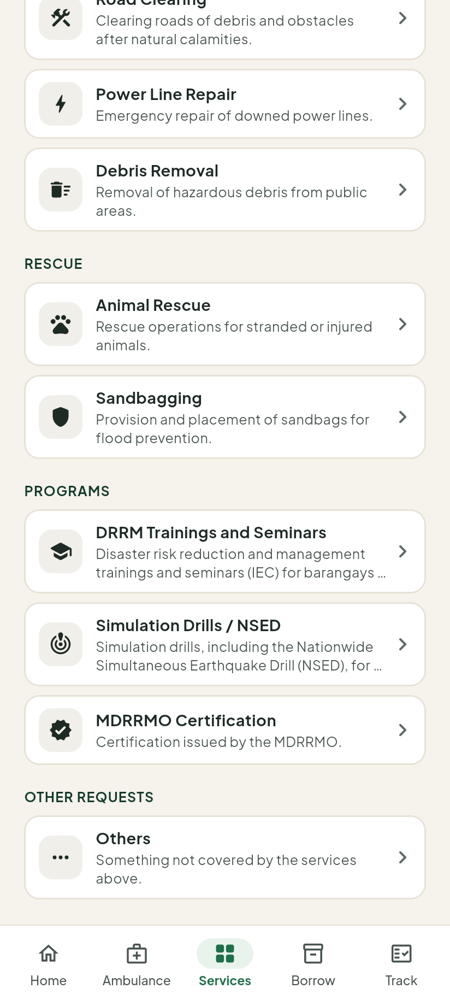 Road Clearing
Clearing roads of debris and obstacles
after natural calamities.
Power Line Repair
Emergency repair of downed power lines.
Debris Removal
Removal of hazardous debris from public
areas.
RESCUE
Animal Rescue
Rescue operations for stranded or injured
animals.
Sandbagging
Provision and placement of sandbags for
flood prevention.
PROGRAMS
DRRM Trainings and Seminars
Disaster risk reduction and management
trainings and seminars (IEC) for barangays ...
Simulation Drills / NSED
Simulation drills, including the Nationwide
Simultaneous Earthquake Drill (NSED), for ...
MDRRMO Certification
Certification issued by the MDRRMO.
OTHER REQUESTS
Others
Something not covered by the services
above.
Home
Ambulance
Services
Borrow
Track